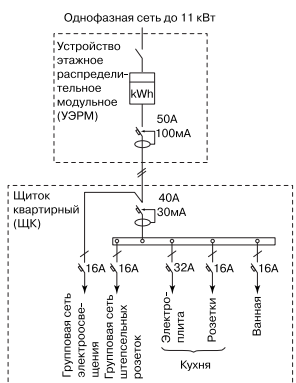 Однофазная сеть до 11 кВт
Устройство
этажное
распредели-
тельное
модульное
(УЭРМ)
kWh
50А
100мА
Щиток
квартирный
(ЩК)
40А
30мА
16А
16А
32А
16А
16А
Групповая сеть
электроосве-
щения
Групповая сеть
штепсельных
розеток
Электро-
плита
Розетки
Ванная
Кухня